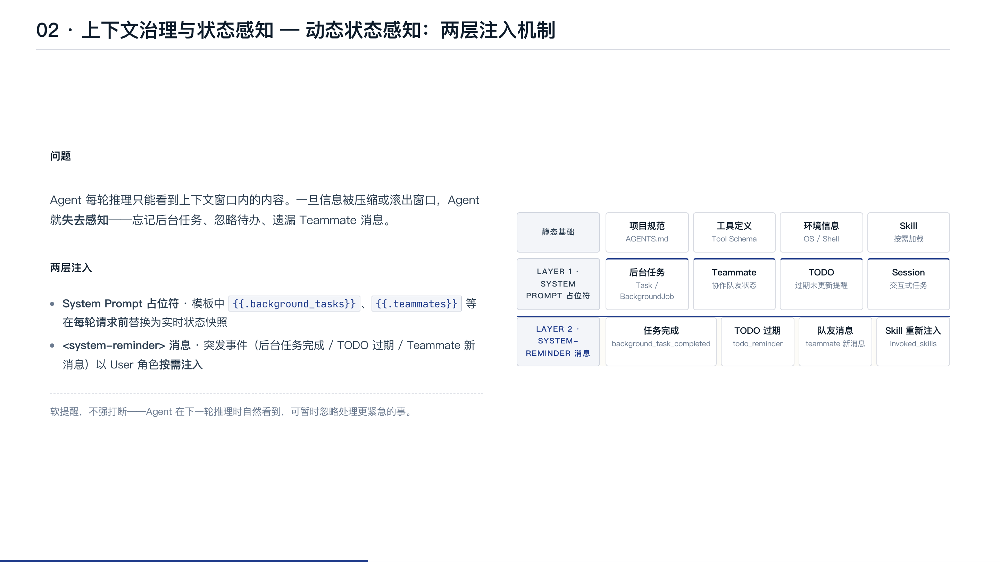 02 · 上下文治理与状态感知 — 动态状态感知：两层注入机制
问题
Agent 每轮推理只能看到上下文窗口内的内容。一旦信息被压缩或滚出窗口，Agent
就失去感知——忘记后台任务、忽略待办、遗漏 Teammate 消息。
两层注入
System Prompt 占位符 · 模板中 {{.background_tasks}}、{{.teammates}} 等
在每轮请求前替换为实时状态快照
<system-reminder> 消息 · 突发事件（后台任务完成 / TODO 过期 / Teammate 新
消息）以 User 角色按需注入
软提醒，不强打断——Agent 在下一轮推理时自然看到，可暂时忽略处理更紧急的事。
静态基础
项目规范
AGENTS.md
工具定义
Tool Schema
环境信息
OS / Shell
Skill
按需加载
LAYER 1 ·
SYSTEM
PROMPT 占位符
后台任务
Task /
BackgroundJob
Teammate
协作队友状态
TODO
过期未更新提醒
Session
交互式任务
LAYER 2 ·
SYSTEM-
REMINDER 消息
任务完成
background_task_completed
TODO 过期
todo_reminder
队友消息
teammate 新消息
Skill 重新注入
invoked_skills